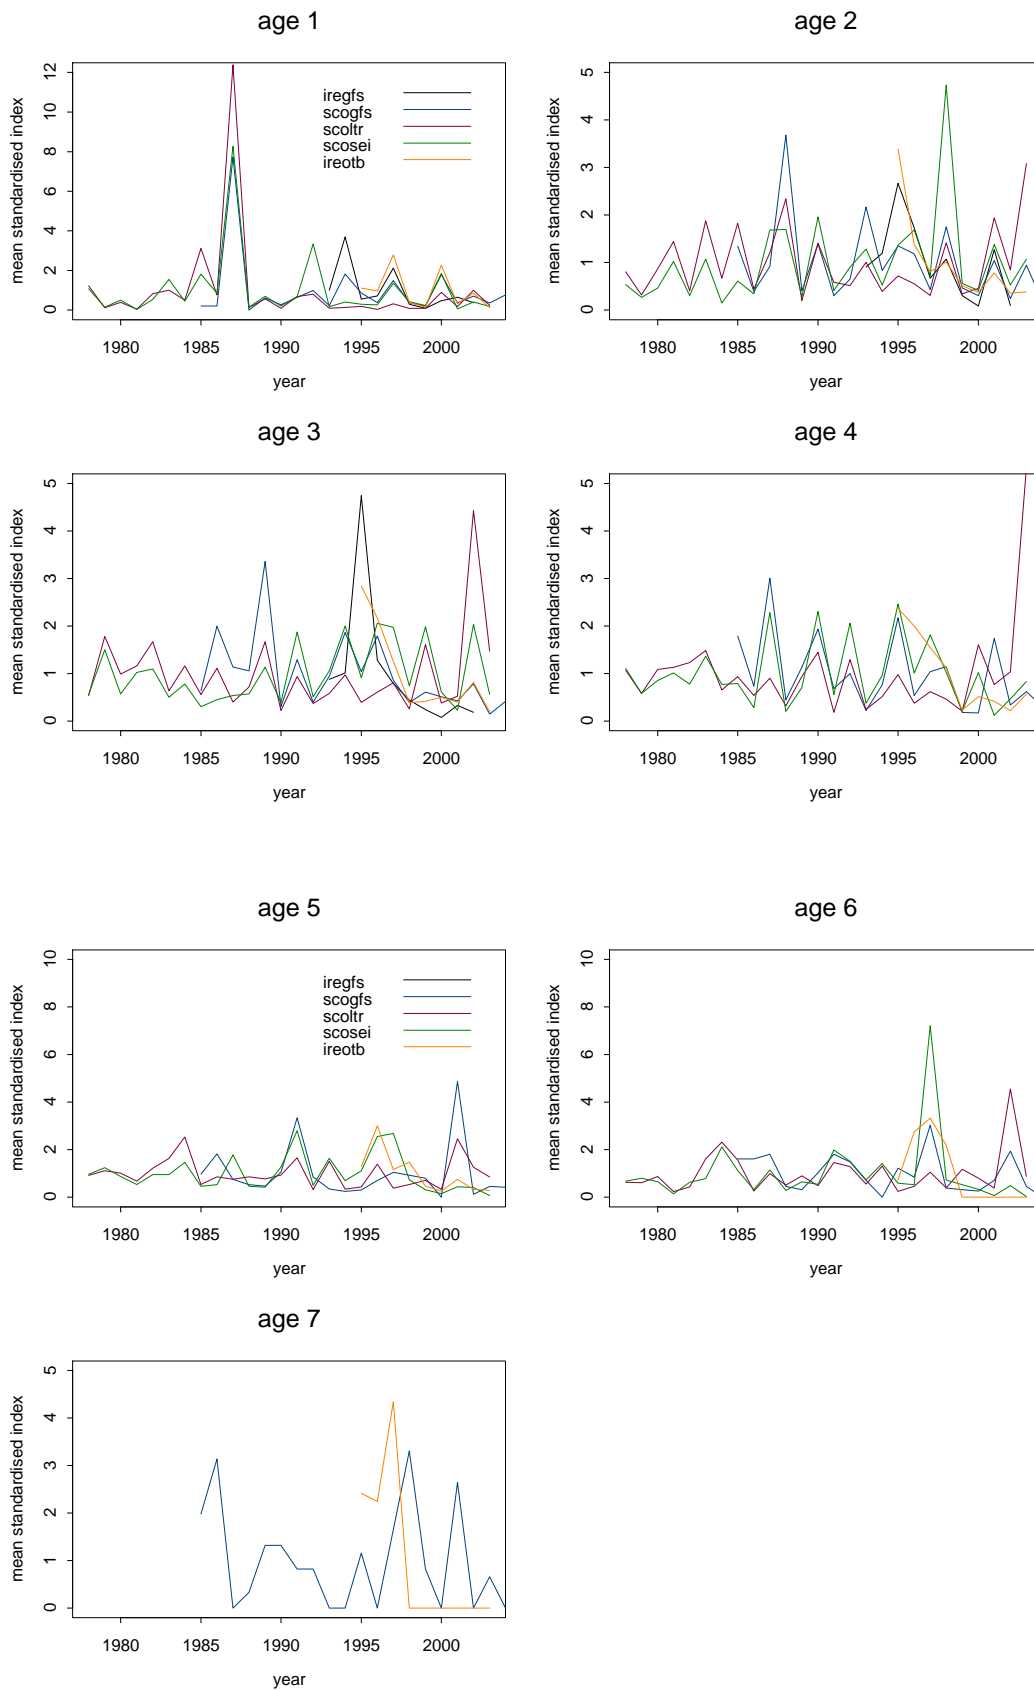 age 1
mean standardised index
12
10
8
6
4
2
0
iregfs
scogfs
scoltr
scosei
ireotb
1980 1985 1990 1995 2000
year
age 2
mean standardised index
5
4
3
2
1
0
1980 1985 1990 1995 2000
year
age 3
mean standardised index
5
4
3
2
1
0
1980 1985 1990 1995 2000
year
age 4
mean standardised index
5
4
3
2
1
0
1980 1985 1990 1995 2000
year
age 5
mean standardised index
10
8
6
4
2
0
iregfs
scogfs
scoltr
scosei
ireotb
1980 1985 1990 1995 2000
year
age 6
mean standardised index
10
8
6
4
2
0
1980 1985 1990 1995 2000
year
age 7
mean standardised index
5
4
3
2
1
0
1980 1985 1990 1995 2000
year